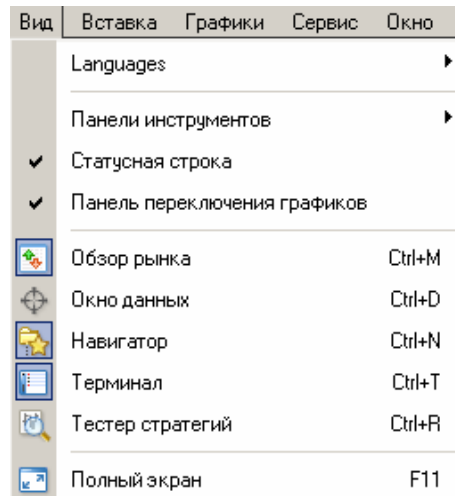 Вид Вставка Графики Сервис Окно
Languages
Панели инструментов
Статусная строка
Панель переключения графиков
Обзор рынка Ctrl+M
Окно данных Ctrl+D
Навигатор Ctrl+N
Терминал Ctrl+T
Тестер стратегий Ctrl+R
Полный экран F11